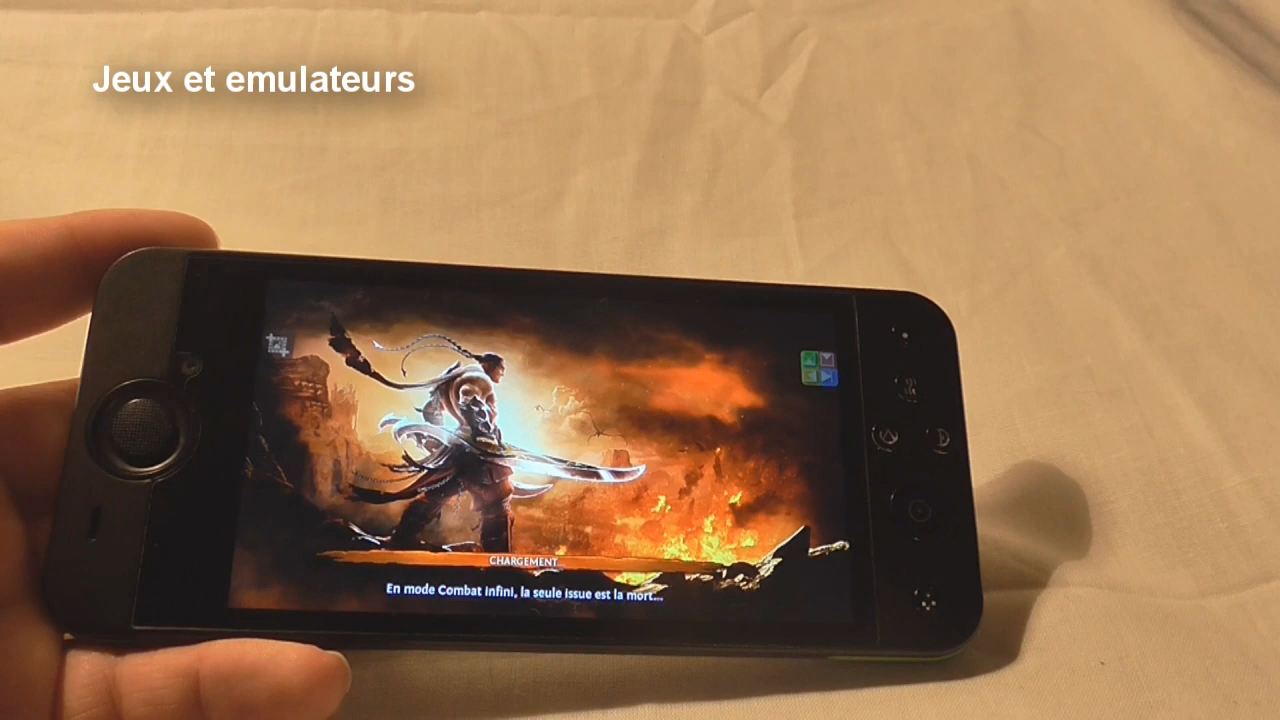 Jeux et emulateurs
CHARGEMENT...
En mode Combat Infini, la seule issue est la mort...